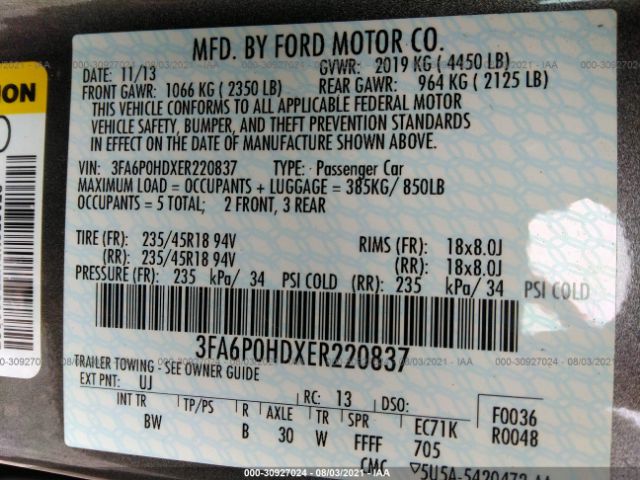 MFD. BY FORD MOTOR CO.
DATE: 11/13 GVWR: 2019 KG ( 4450 LB)
FRONT GAWR: 1066 KG ( 2350 LB) REAR GAWR: 964 KG ( 2125 LB)
THIS VEHICLE CONFORMS TO ALL APPLICABLE FEDERAL MOTOR
VEHICLE SAFETY, BUMPER, AND THEFT PREVENTION STANDARDS
IN EFFECT ON THE DATE OF MANUFACTURE SHOWN ABOVE.
VIN: 3FA6P0HDXER220837 TYPE: Passenger Car
MAXIMUM LOAD = OCCUPANTS + LUGGAGE = 385KG/ 850LB
OCCUPANTS = 5 TOTAL; 2 FRONT, 3 REAR
TIRE (FR): 235/45R18 94V RIMS (FR): 18x8.0J
(RR): 235/45R18 94V (RR): 18x8.0J
PRESSURE (FR): 235 kPa/ 34 PSI COLD (RR): 235 kPa/ 34 PSI COLD
3FA6P0HDXER220837
TRAILER TOWING - SEE OWNER GUIDE
EXT PNT: UJ RC: 13 DSO:
INT TR TP/PS R AXLE TR SPR EC71K F0036
BW B 30 W FFFF 705 R0048
CMC ▽5U5A-5420472-
000-30927024 - IAAI - 08/03/2021